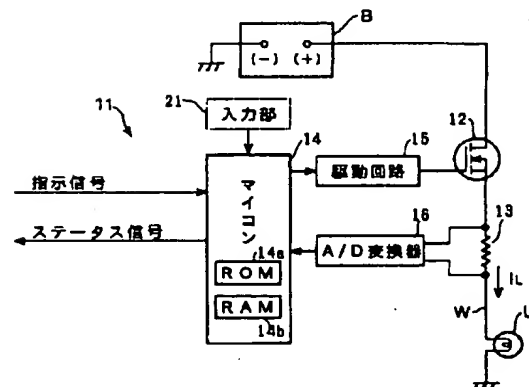 B
(-) (+)
21
入力部
11
14
15
12
指示信号
マイコン
駆動回路
ステータス信号
16
13
14a
ROM
A/D変換器
IL
RAM
14b
W
L